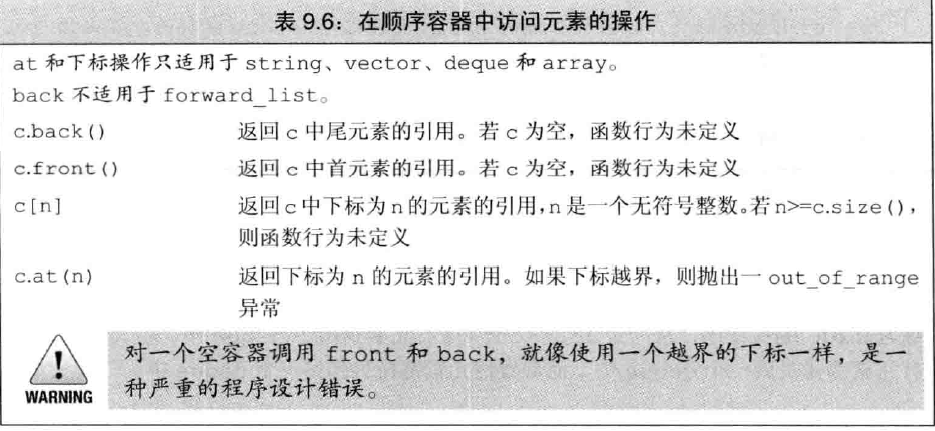 表 9.6：在顺序容器中访问元素的操作
at 和下标操作只适用于 string、vector、deque 和 array。
back 不适用于 forward_list。
c.back() 返回 c 中尾元素的引用。若 c 为空，函数行为未定义
c.front() 返回 c 中首元素的引用。若 c 为空，函数行为未定义
c[n] 返回 c 中下标为 n 的元素的引用，n 是一个无符号整数。若 n>=c.size()，
则函数行为未定义
c.at(n) 返回下标为 n 的元素的引用。如果下标越界，则抛出一 out_of_range
异常
对一个空容器调用 front 和 back，就像使用一个越界的下标一样，是一
种严重的程序设计错误。
! WARNING